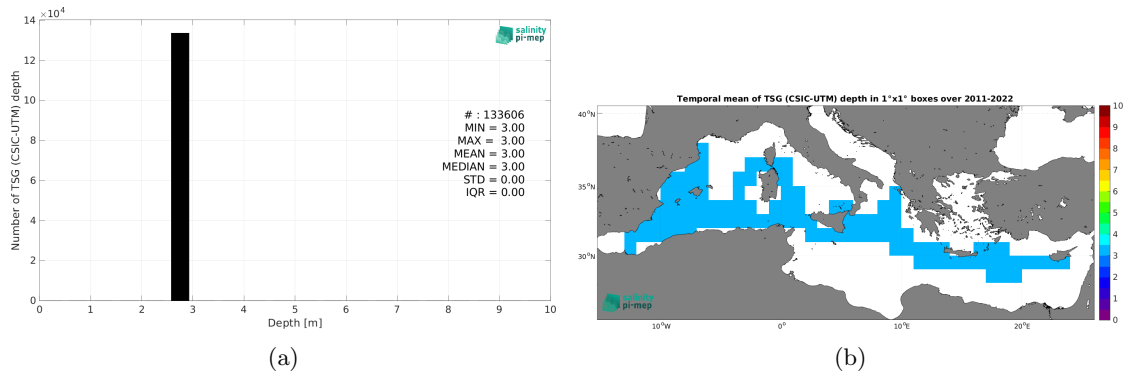 ×10⁴
14
12
10
8
6
4
2
0
Number of TSG (CSIC-UTM) depth
salinity
pi-mep
# : 133606
MIN = 3.00
MAX = 3.00
MEAN = 3.00
MEDIAN = 3.00
STD = 0.00
IQR = 0.00
0 1 2 3 4 5 6 7 8 9 10
Depth [m]
(a)
Temporal mean of TSG (CSIC-UTM) depth in 1°x1° boxes over 2011-2022
40°N
35°N
30°N
salinity
pi-mep
10°W 0° 10°E 20°E
10
9
8
7
6
5
4
3
2
1
0
(b)